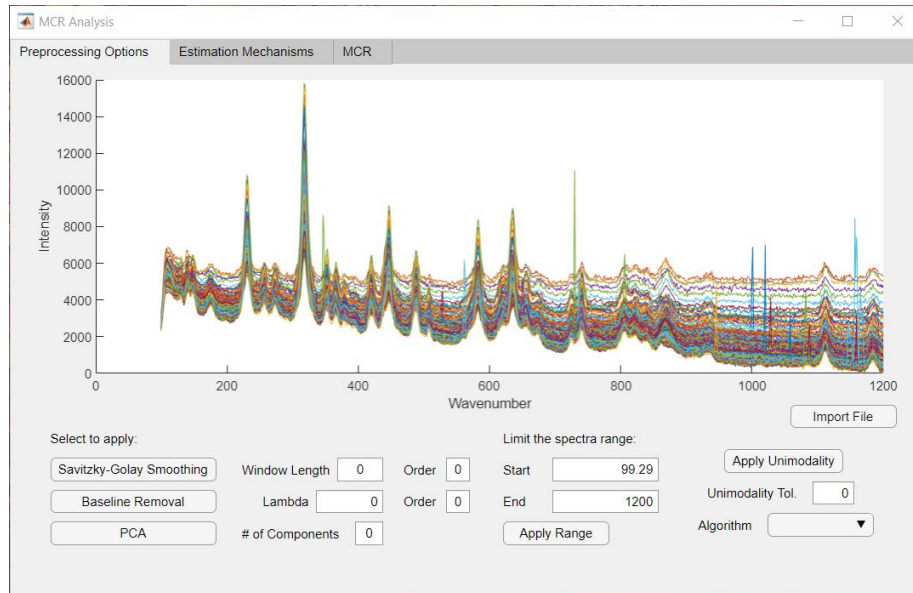 MCR Analysis
Preprocessing Options Estimation Mechanisms MCR
16000
14000
12000
10000
8000
6000
4000
2000
0
Intensity
0 200 400 600 800 1000 1200
Wavenumber
Import File
Select to apply: Limit the spectra range:
Savitzky-Golay Smoothing Window Length 0 Order 0 Start 99.29 Apply Unimodality
Baseline Removal Lambda 0 Order 0 End 1200 Unimodality Tol. 0
PCA # of Components 0 Apply Range Algorithm